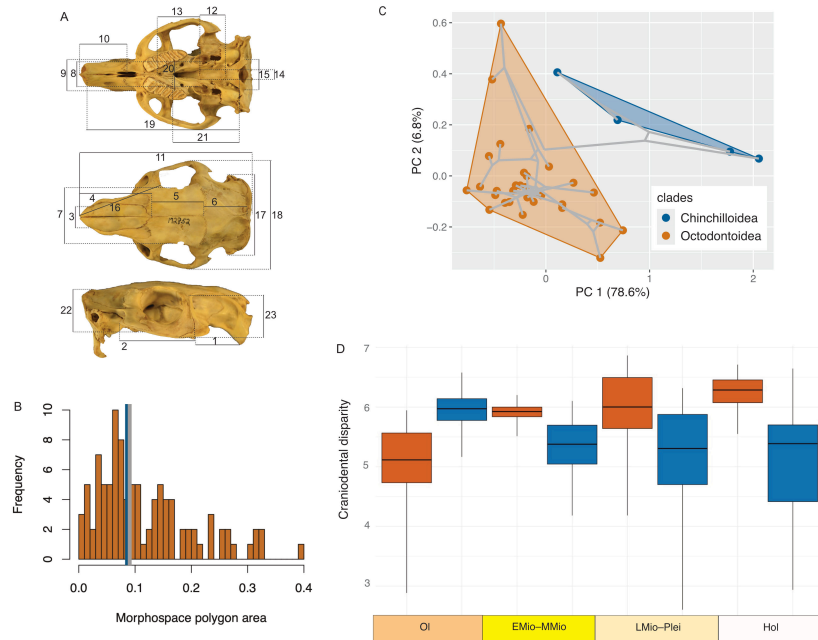 A
13
12
10
9
8
20
15
14
19
21
11
4
5
6
16
7
3
17
18
M2862
22
23
2
1
B
Frequency
10
8
6
4
2
0
0.0
0.1
0.2
0.3
0.4
Morphospace polygon area
C
PC 2 (6.8%)
0.6
0.4
0.2
0.0
−0.2
clades
Chinchilloidea
Octodontoidea
0
1
2
PC 1 (78.6%)
D
Craniodental disparity
7
6
5
4
3
Ol
EMio–MMio
LMio–Plei
Hol